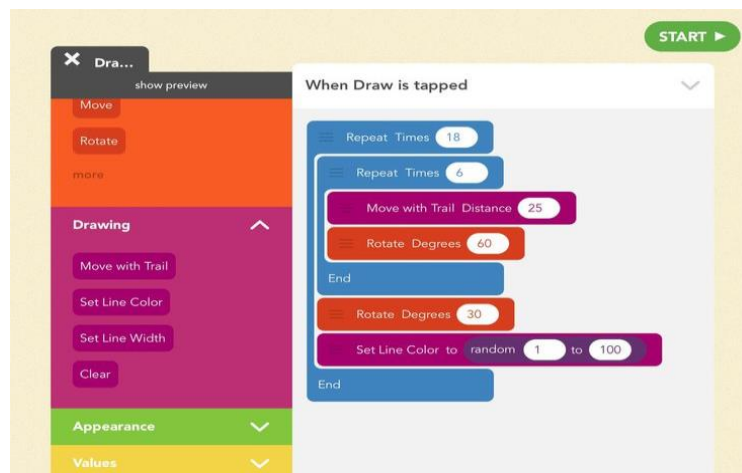 START
Dra...
show preview
When Draw is tapped
Move
Rotate
more
Drawing
Move with Trail
Set Line Color
Set Line Width
Clear
Appearance
Values
Repeat Times 18
Repeat Times 6
Move with Trail Distance 25
Rotate Degrees 60
End
Rotate Degrees 30
Set Line Color to random 1 to 100
End